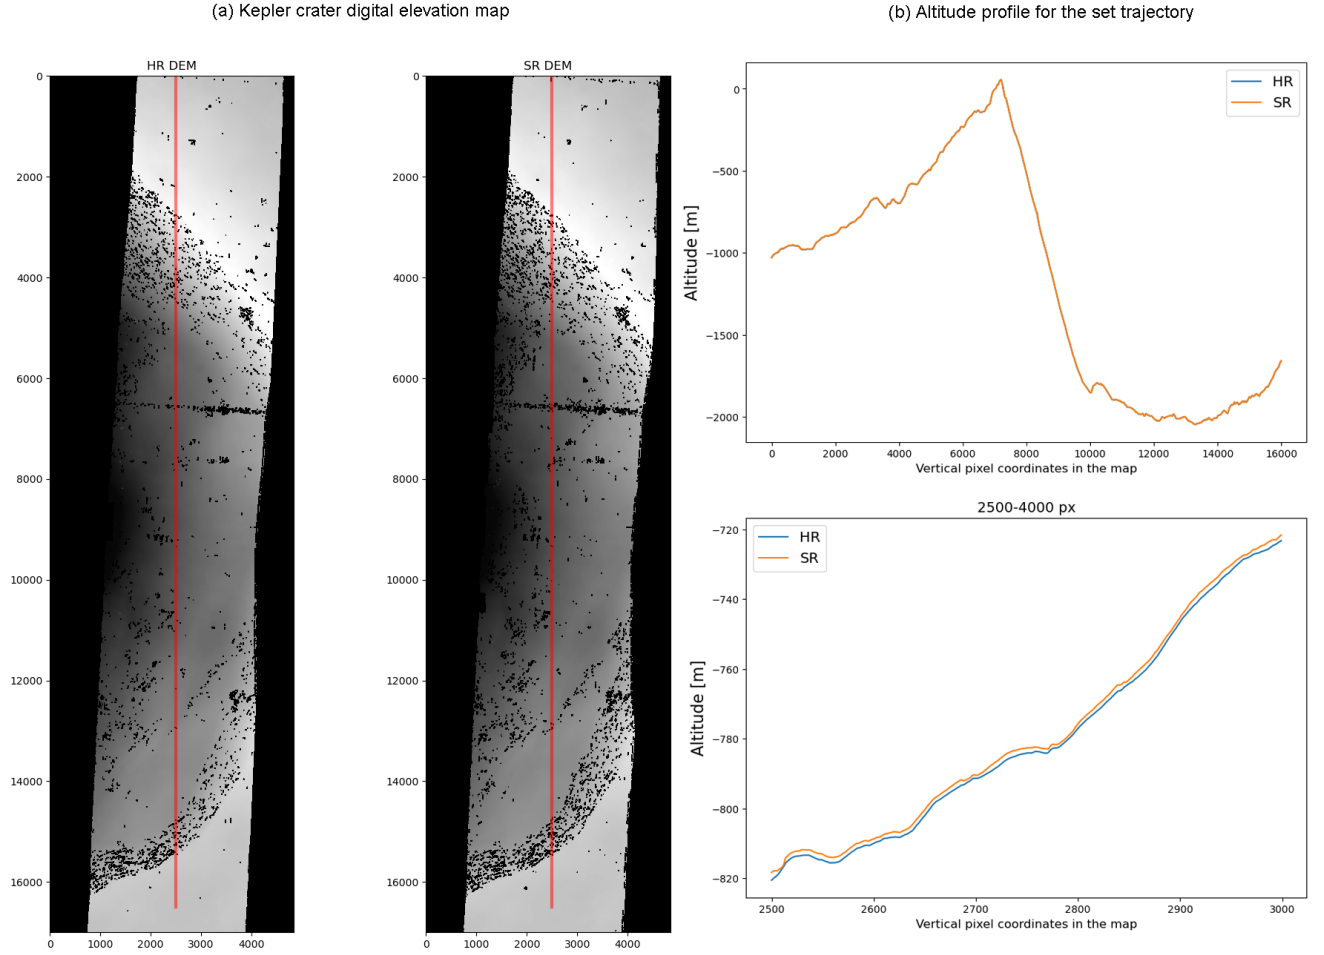 (a) Kepler crater digital elevation map
(b) Altitude profile for the set trajectory
HR DEM
0
2000
4000
6000
8000
10000
12000
14000
16000
0 1000 2000 3000 4000
SR DEM
0
2000
4000
6000
8000
10000
12000
14000
16000
0 1000 2000 3000 4000
HR
SR
Altitude [m]
0
−500
−1000
−1500
−2000
0 2000 4000 6000 8000 10000 12000 14000 16000
Vertical pixel coordinates in the map
2500-4000 px
HR
SR
Altitude [m]
−720
−740
−760
−780
−800
−820
2500 2600 2700 2800 2900 3000
Vertical pixel coordinates in the map